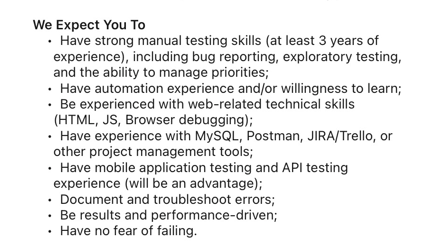 We Expect You To
• Have strong manual testing skills (at least 3 years of
experience), including bug reporting, exploratory testing,
and the ability to manage priorities;
• Have automation experience and/or willingness to learn;
• Be experienced with web-related technical skills
(HTML, JS, Browser debugging);
• Have experience with MySQL, Postman, JIRA/Trello, or
other project management tools;
• Have mobile application testing and API testing
experience (will be an advantage);
• Document and troubleshoot errors;
• Be results and performance-driven;
• Have no fear of failing.